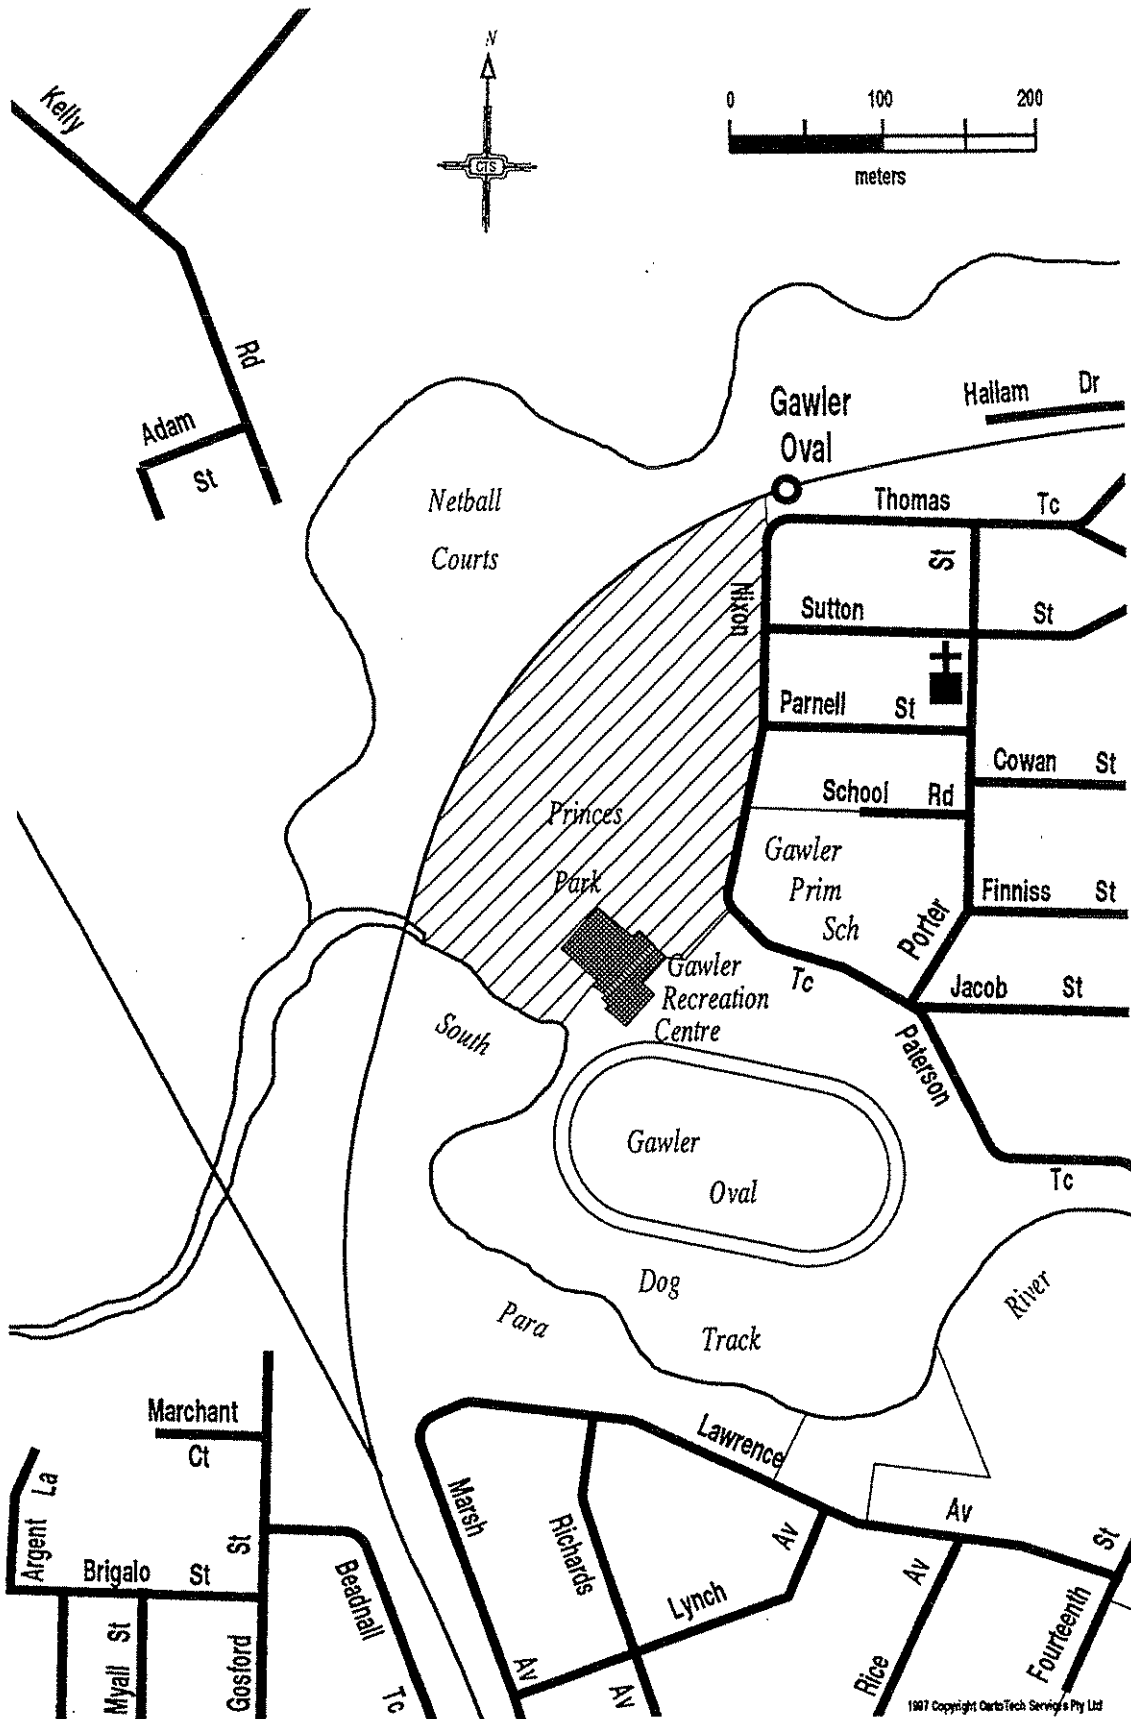 N
0 100 200
meters
CTS
Kelly
Rd
Adam
St
Gawler
Oval
Hallam Dr
Netball
Courts
Thomas Tc
St
Nixon
Sutton St
Parnell St
Cowan St
School Rd
Princes
Park
Gawler
Prim
Sch
Finniss St
Porter
Gawler
Recreation
Centre
Tc
Jacob St
South
Paterson
Gawler
Oval
Tc
Dog
Track
River
Para
Marchant
Ct
Lawrence
Av
La
Argent
Marsh
Av
Richards
Av
Av
St
Brigalo St
Beadnall
Tc
Lynch
Av
St
Myall
St
Gosford
Rice
Fourteenth
1997 Copyright CartoTech Services Pty Ltd